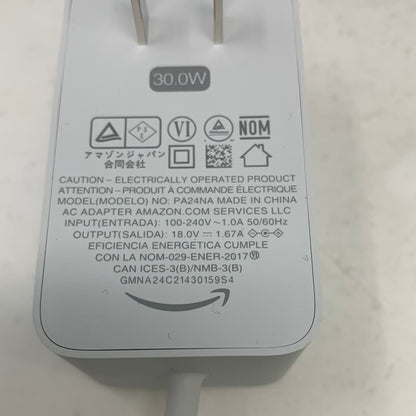 30.0W
PS
E
VI
NOM
アマゾンジャパン
合同会社
CAUTION – ELECTRICALLY OPERATED PRODUCT
ATTENTION – PRODUIT À COMMANDE ÉLECTRIQUE
MODEL(MODELO) NO: PA24NA MADE IN CHINA
AC ADAPTER AMAZON.COM SERVICES LLC
INPUT(ENTRADA): 100-240V~1.0A 50/60Hz
OUTPUT(SALIDA): 18.0V ⎓ 1.67A
EFICIENCIA ENERGETICA CUMPLE
CON LA NOM-029-ENER-2017
CAN ICES-3(B)/NMB-3(B)
GMNA24C21430159S4